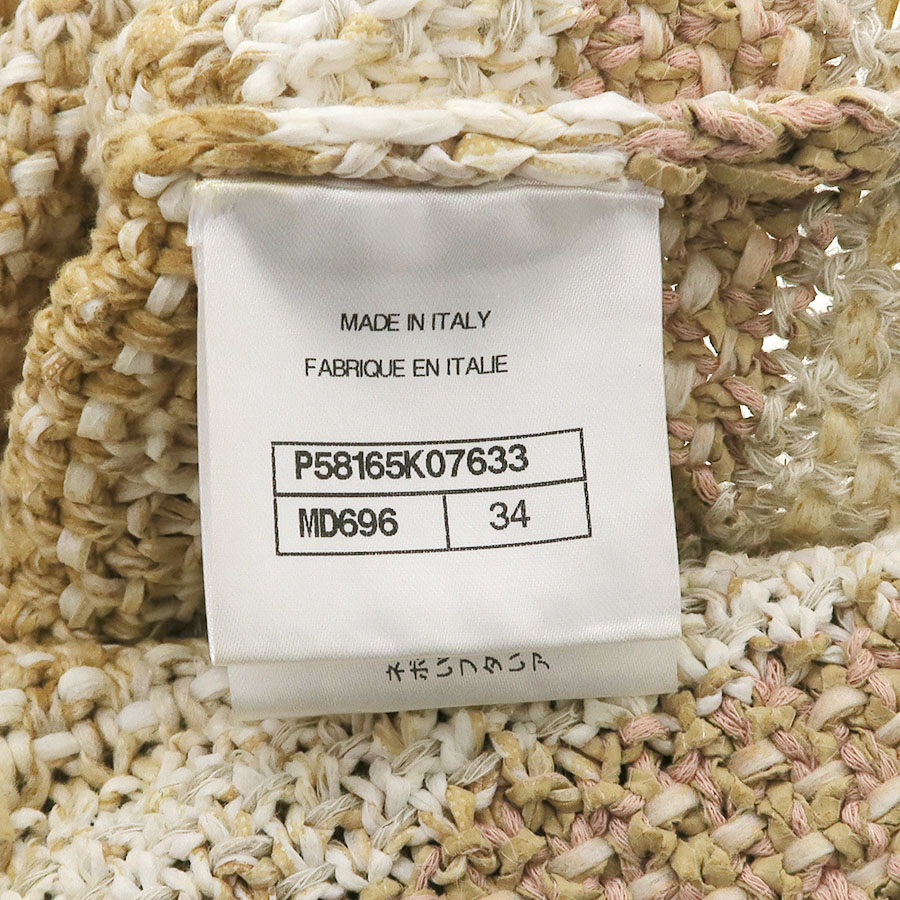 MADE IN ITALY
FABRIQUE EN ITALIE
P58165K07633
MD696 34